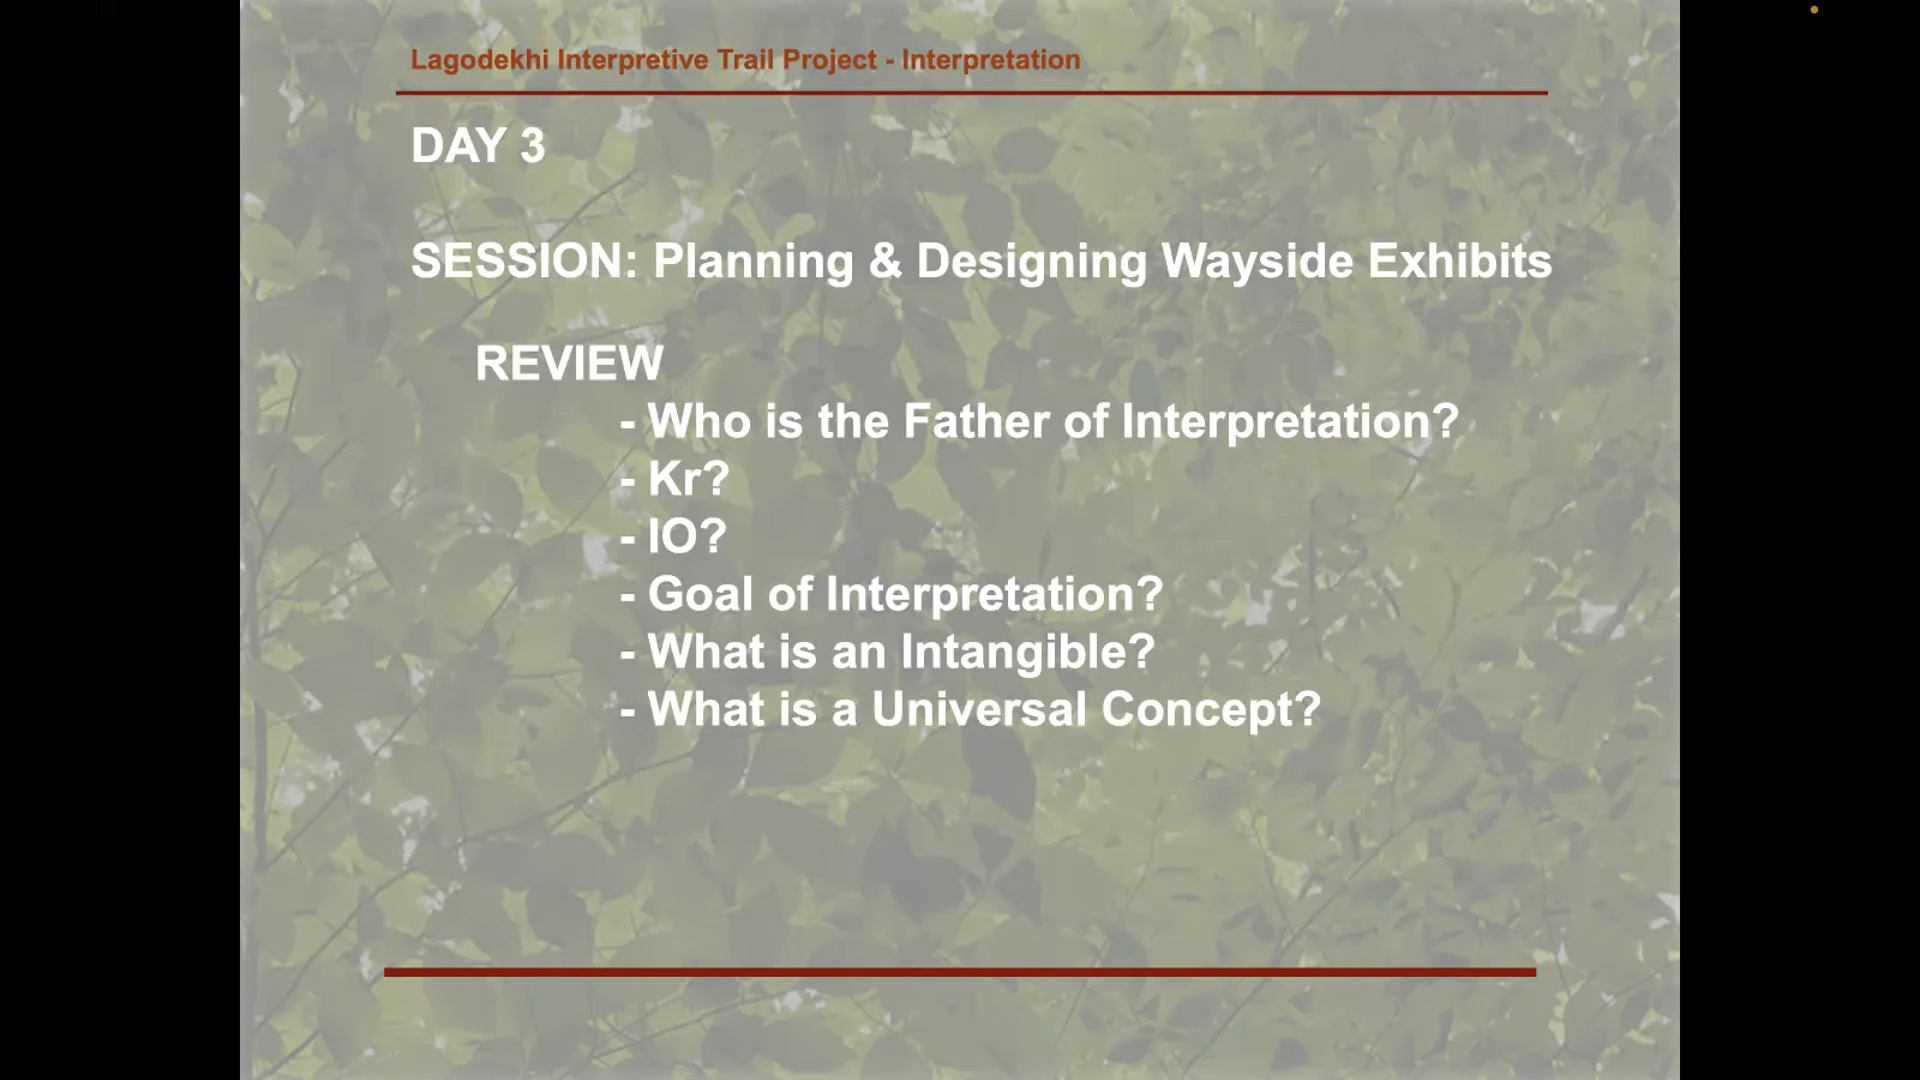 Lagodekhi Interpretive Trail Project - Interpretation
DAY 3
SESSION: Planning & Designing Wayside Exhibits
REVIEW
- Who is the Father of Interpretation?
- Kr?
- IO?
- Goal of Interpretation?
- What is an Intangible?
- What is a Universal Concept?